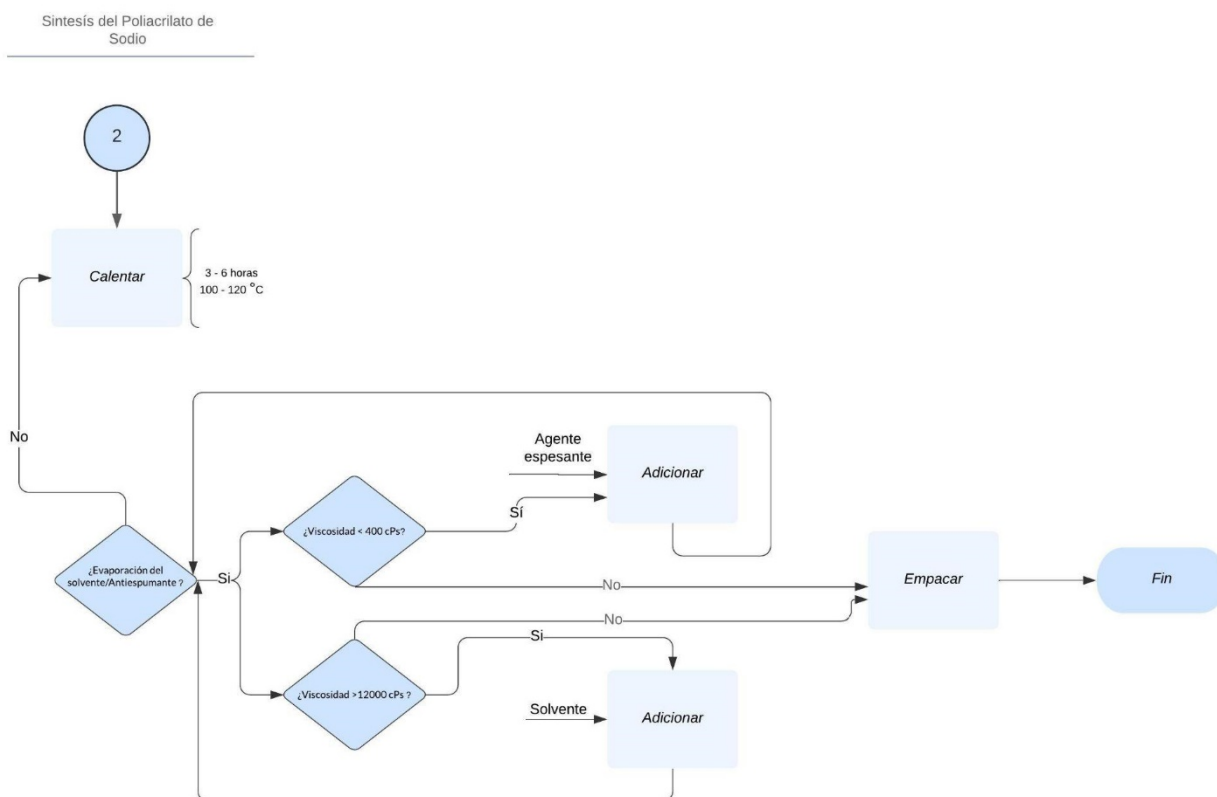 Sintesís del Poliacrilato de
Sodio
2
Calentar
3 - 6 horas
100 - 120 °C
No
Agente
espesante
Adicionar
¿Viscosidad < 400 cPs?
Sí
¿Evaporación del
solvente/Antiespumante ?
Si
No
Empacar
Fin
No
Si
¿Viscosidad >12000 cPs ?
Solvente
Adicionar